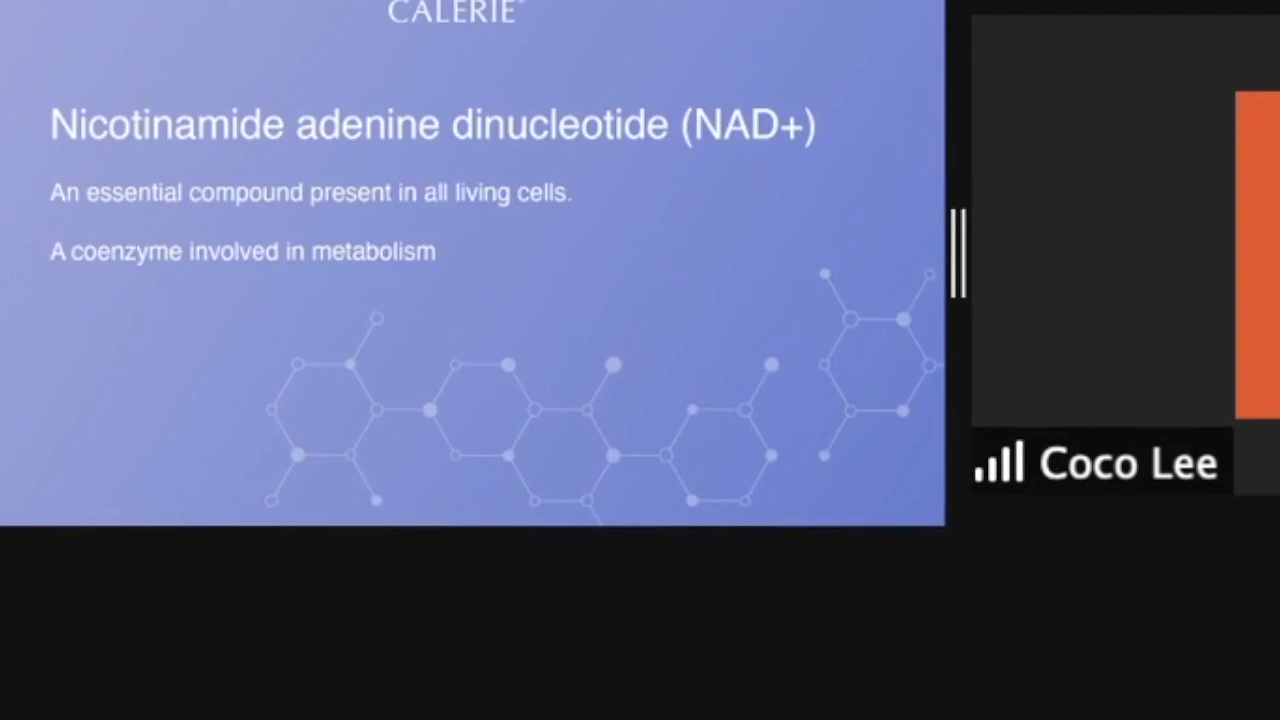 CALERIE
Nicotinamide adenine dinucleotide (NAD+)
An essential compound present in all living cells.
A coenzyme involved in metabolism
Coco Lee